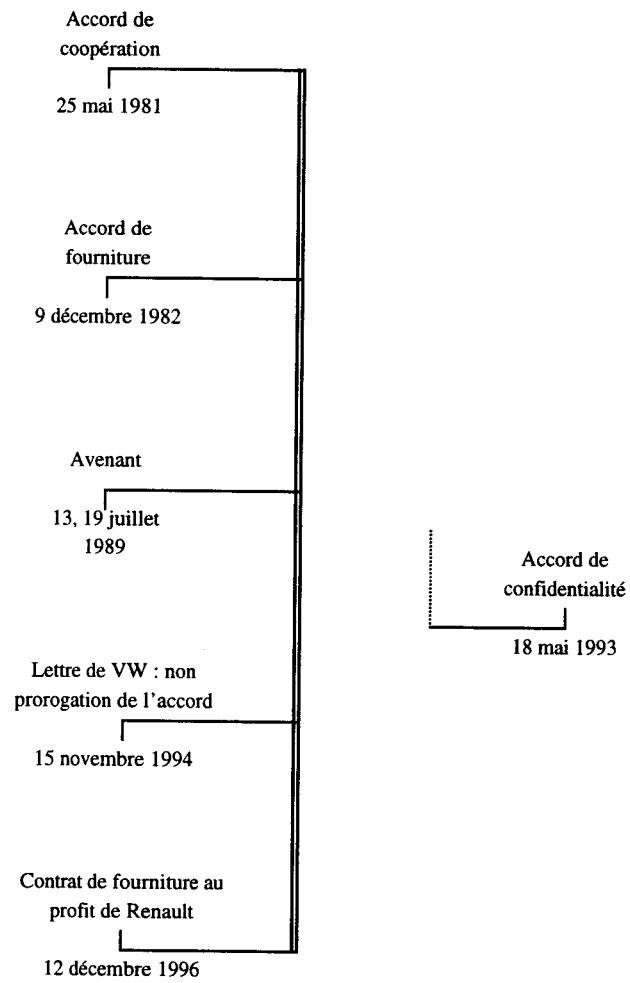 Accord de
coopération
25 mai 1981
Accord de
fourniture
9 décembre 1982
Avenant
13, 19 juillet
1989
Accord de
confidentialité
18 mai 1993
Lettre de VW : non
prorogation de l'accord
15 novembre 1994
Contrat de fourniture au
profit de Renault
12 décembre 1996